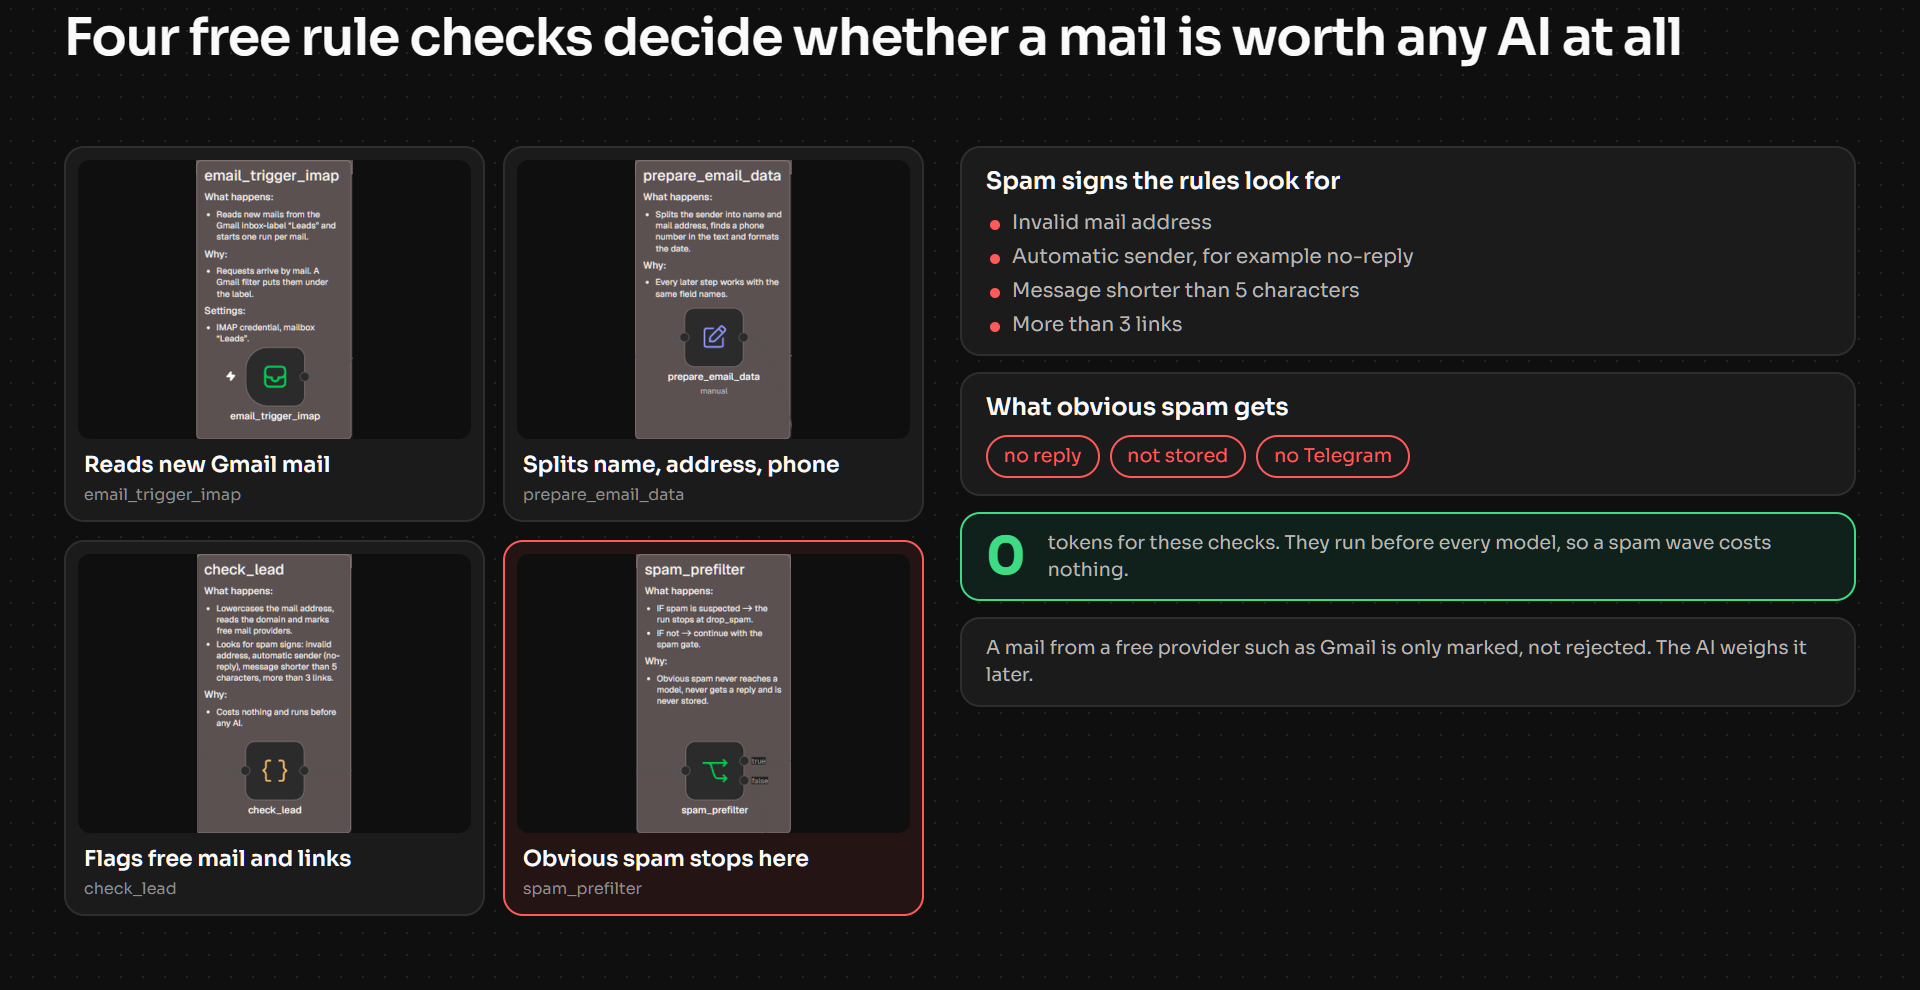 Four free rule checks decide whether a mail is worth any AI at all
email_trigger_imap
What happens:
• Reads new mails from the
Gmail inbox-label "Leads" and
starts one run per mail.
Why:
• Requests arrive by mail. A
Gmail filter puts them under
the label.
Settings:
• IMAP credential, mailbox
"Leads".
email_trigger_imap
Reads new Gmail mail
email_trigger_imap
prepare_email_data
What happens:
• Splits the sender into name and
mail address, finds a phone
number in the text and formats
the date.
Why:
• Every later step works with the
same field names.
prepare_email_data
manual
Splits name, address, phone
prepare_email_data
check_lead
What happens:
• Lowercases the mail address,
reads the domain and marks
free mail providers.
• Looks for spam signs: invalid
address, automatic sender (no-
reply), message shorter than 5
characters, more than 3 links.
Why:
• Costs nothing and runs before
any AI.
check_lead
Flags free mail and links
check_lead
spam_prefilter
What happens:
• IF spam is suspected → the
run stops at drop_spam.
• IF not → continue with the
spam gate.
Why:
• Obvious spam never reaches a
model, never gets a reply and is
never stored.
true
false
spam_prefilter
Obvious spam stops here
spam_prefilter
Spam signs the rules look for
• Invalid mail address
• Automatic sender, for example no-reply
• Message shorter than 5 characters
• More than 3 links
What obvious spam gets
no reply
not stored
no Telegram
0
tokens for these checks. They run before every model, so a spam wave costs
nothing.
A mail from a free provider such as Gmail is only marked, not rejected. The AI weighs it
later.